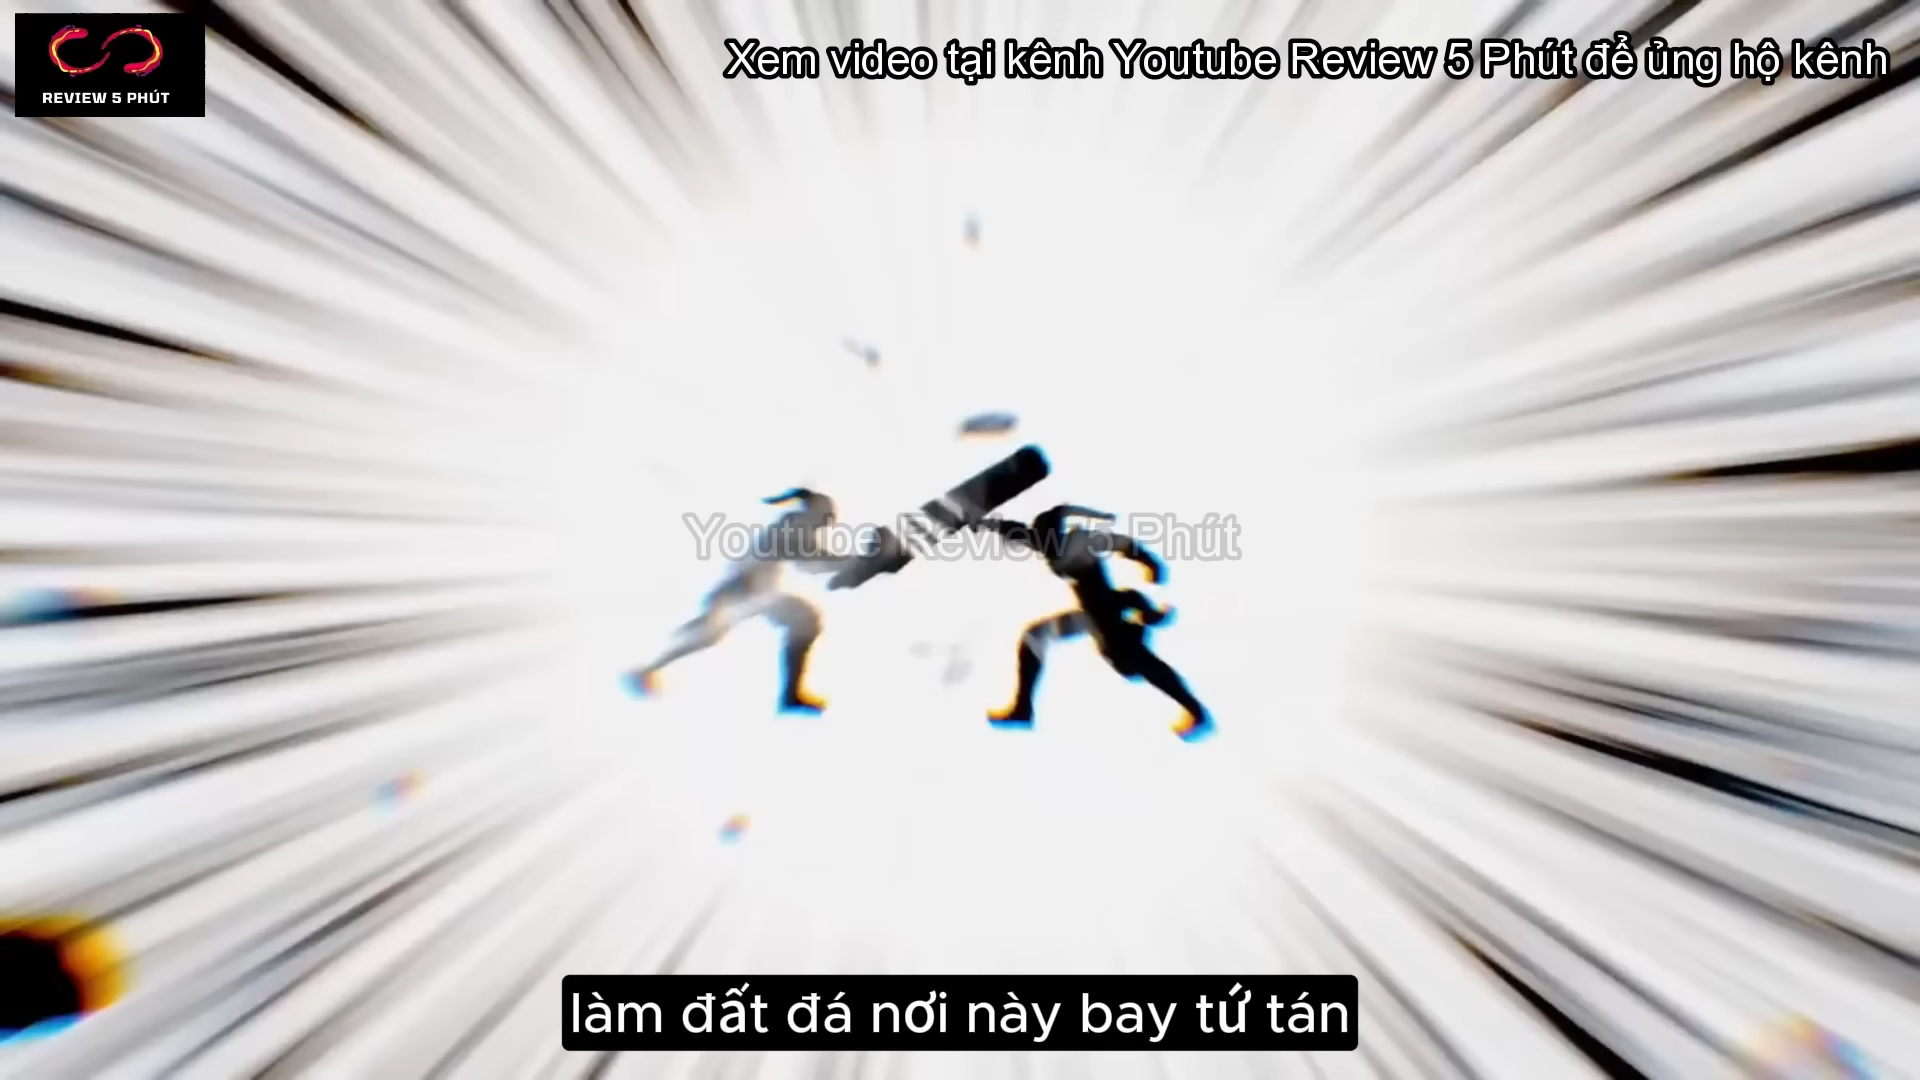 REVIEW 5 PHÚT
Xem video tại kênh Youtube Review 5 Phút để ủng hộ kênh
Youtube Review 5 Phút
làm đất đá nơi này bay tứ tán